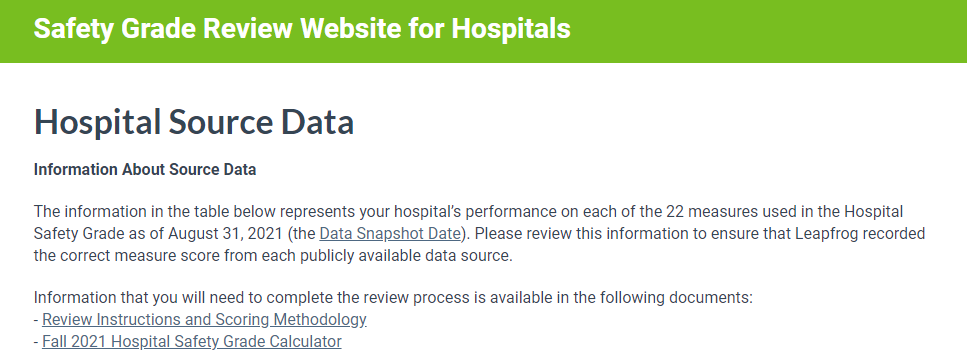 Safety Grade Review Website for Hospitals
Hospital Source Data
Information About Source Data
The information in the table below represents your hospital’s performance on each of the 22 measures used in the Hospital
Safety Grade as of August 31, 2021 (the Data Snapshot Date). Please review this information to ensure that Leapfrog recorded
the correct measure score from each publicly available data source.
Information that you will need to complete the review process is available in the following documents:
- Review Instructions and Scoring Methodology
- Fall 2021 Hospital Safety Grade Calculator